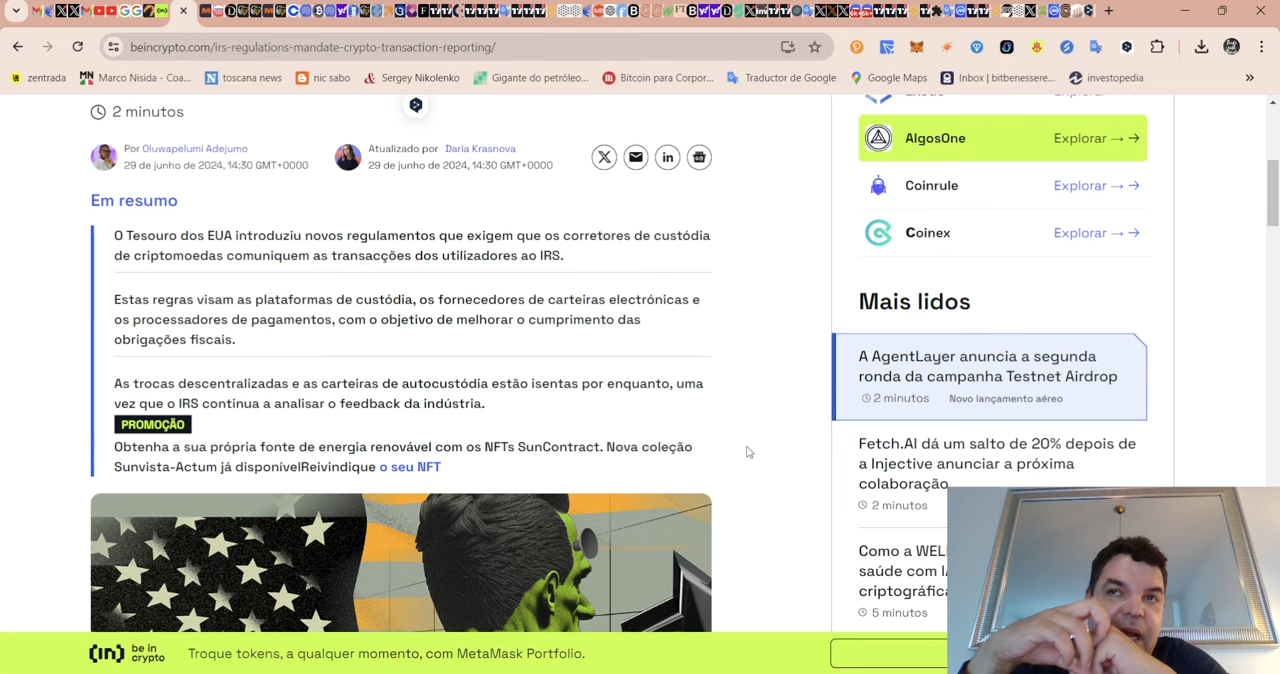 beincrypto.com/irs-regulations-mandate-crypto-transaction-reporting/
zentrada
Marco Nisida - Coa...
toscana news
nic sabo
Sergey Nikolenko
Gigante do petróleo...
Bitcoin para Corpor...
Traductor de Google
Google Maps
Inbox | bitbenessere...
investopedia
2 minutos
Por Oluwapelumi Adejumo
29 de junho de 2024, 14:30 GMT+0000
Atualizado por Daria Krasnova
29 de junho de 2024, 14:30 GMT+0000
Em resumo
O Tesouro dos EUA introduziu novos regulamentos que exigem que os corretores de custódia
de criptomoedas comuniquem as transacções dos utilizadores ao IRS.
Estas regras visam as plataformas de custódia, os fornecedores de carteiras electrónicas e
os processadores de pagamentos, com o objetivo de melhorar o cumprimento das
obrigações fiscais.
As trocas descentralizadas e as carteiras de autocustódia estão isentas por enquanto, uma
vez que o IRS continua a analisar o feedback da indústria.
PROMOÇÃO
Obtenha a sua própria fonte de energia renovável com os NFTs SunContract. Nova coleção
Sunvista-Actum já disponívelReivindique o seu NFT
AlgosOne
Explorar → →
Coinrule
Explorar → →
Coinex
Explorar → →
Mais lidos
A AgentLayer anuncia a segunda
ronda da campanha Testnet Airdrop
2 minutos Novo lançamento aéreo
Fetch.AI dá um salto de 20% depois de
a Injective anunciar a próxima
colaboração
2 minutos
Como a WEL
saúde com IA
criptográfica
5 minutos
(in) be in
crypto
Troque tokens, a qualquer momento, com MetaMask Portfolio.